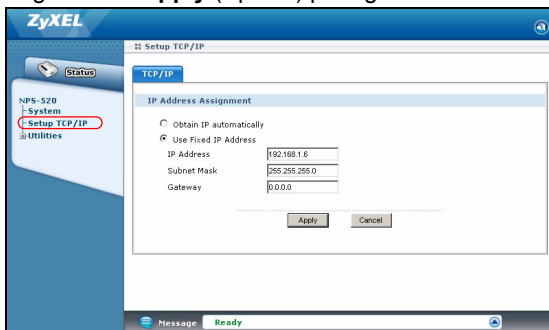 ZyXEL
Setup TCP/IP
Status
TCP/IP
NPS-520
System
Setup TCP/IP
Utilities
IP Address Assignment
Obtain IP automatically
Use Fixed IP Address
IP Address 192.168.1.6
Subnet Mask 255.255.255.0
Gateway 0.0.0.0
Apply Cancel
Message Ready